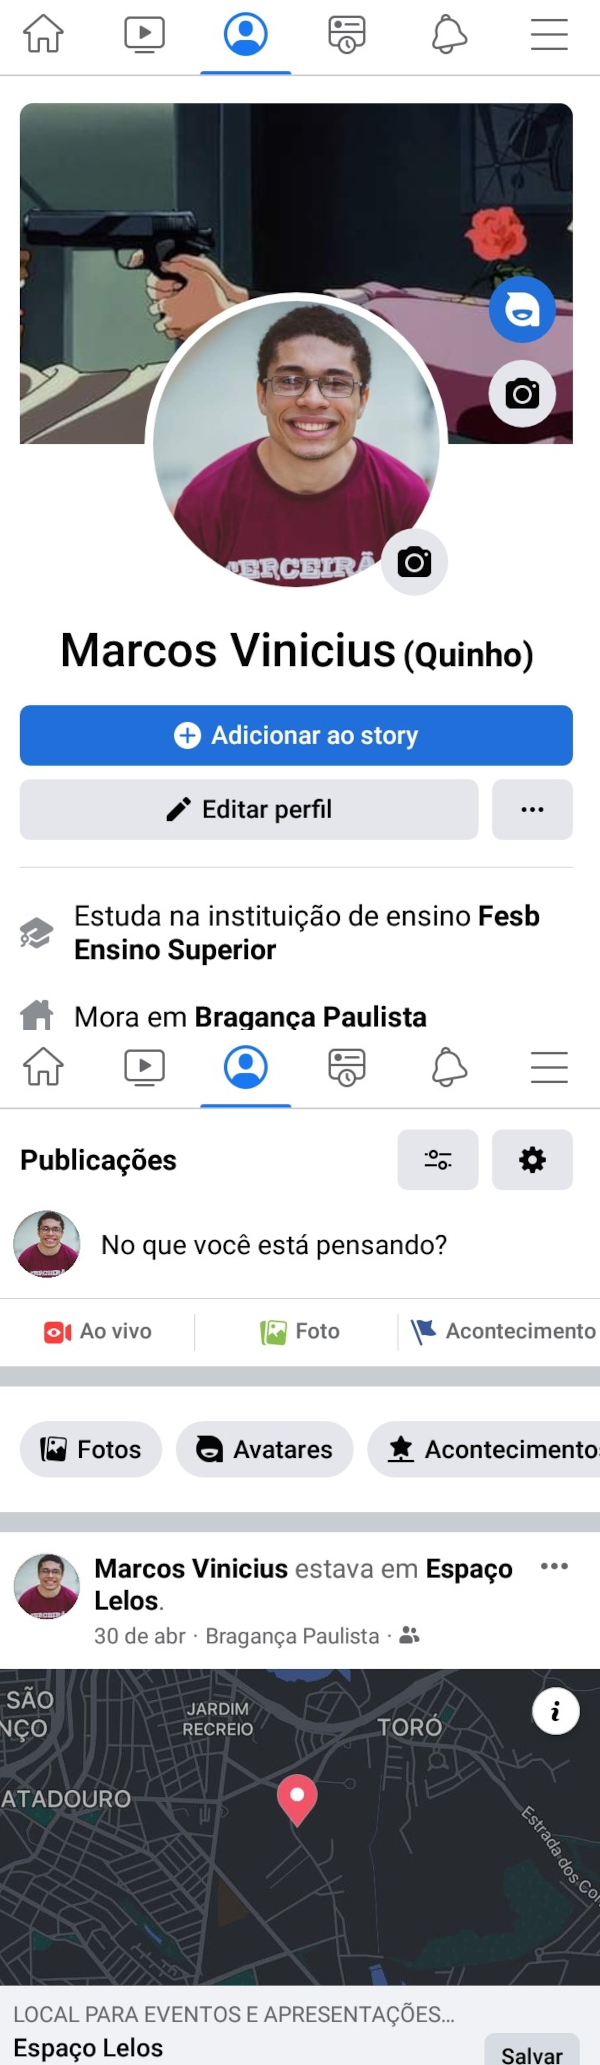 TERCEIRÃ
Marcos Vinicius (Quinho)
Adicionar ao story
Editar perfil
Estuda na instituição de ensino Fesb
Ensino Superior
Mora em Bragança Paulista
Publicações
No que você está pensando?
Ao vivo
Foto
Acontecimento
Fotos
Avatares
Acontecimentos
Marcos Vinicius estava em Espaço
Lelos.
30 de abr · Bragança Paulista ·
SÃO
NÇO
JARDIM
RECREIO
TORÓ
ATADOURO
Estrada dos Cor
LOCAL PARA EVENTOS E APRESENTAÇÕES...
Espaço Lelos
Salvar